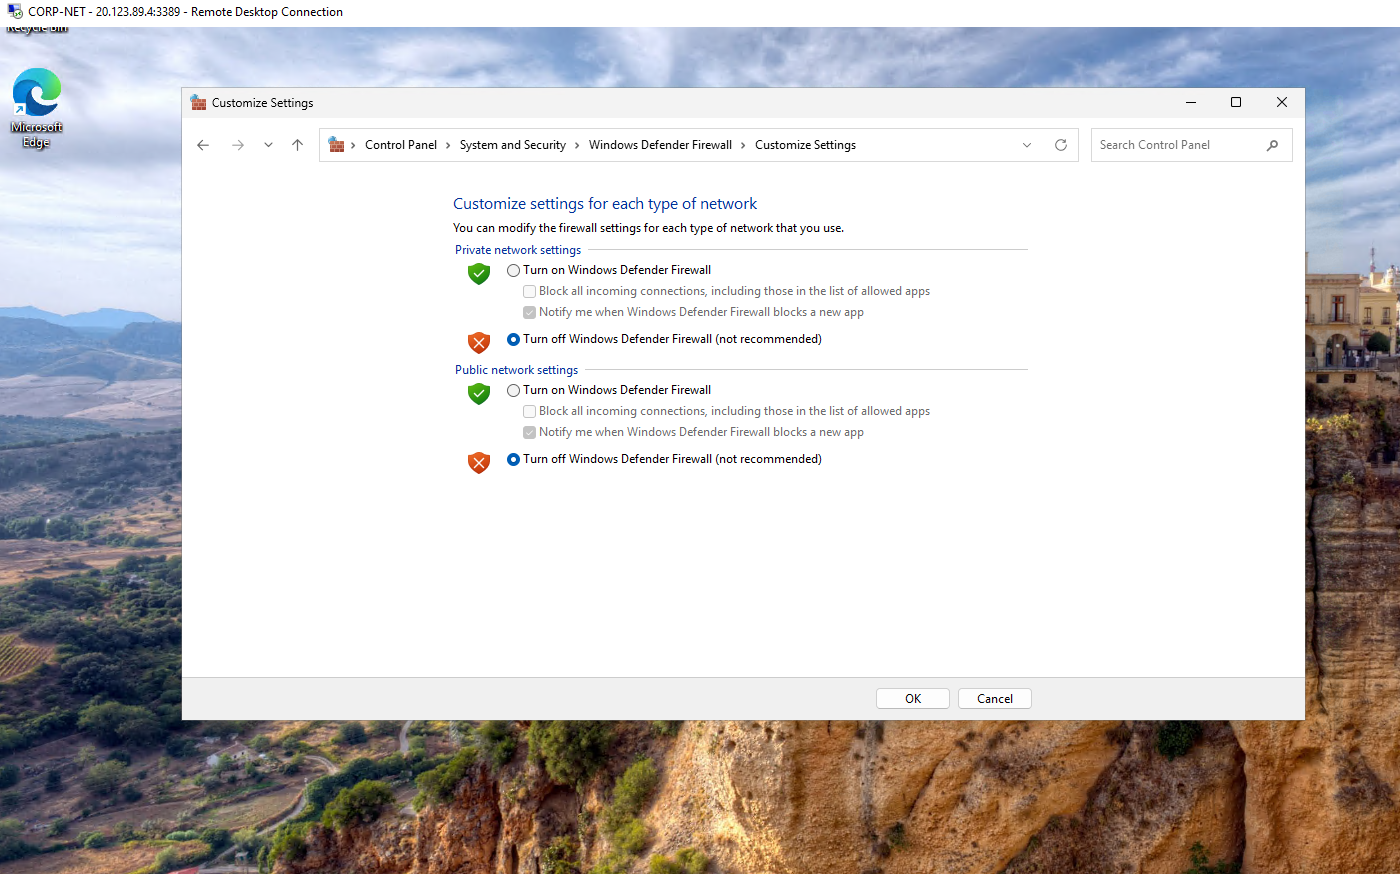 CORP-NET - 20.123.89.4:3389 - Remote Desktop Connection
Recycle Bin
Microsoft
Edge
Customize Settings
Control Panel
System and Security
Windows Defender Firewall
Customize Settings
Search Control Panel
Customize settings for each type of network
You can modify the firewall settings for each type of network that you use.
Private network settings
Turn on Windows Defender Firewall
Block all incoming connections, including those in the list of allowed apps
Notify me when Windows Defender Firewall blocks a new app
Turn off Windows Defender Firewall (not recommended)
Public network settings
Turn on Windows Defender Firewall
Block all incoming connections, including those in the list of allowed apps
Notify me when Windows Defender Firewall blocks a new app
Turn off Windows Defender Firewall (not recommended)
OK
Cancel